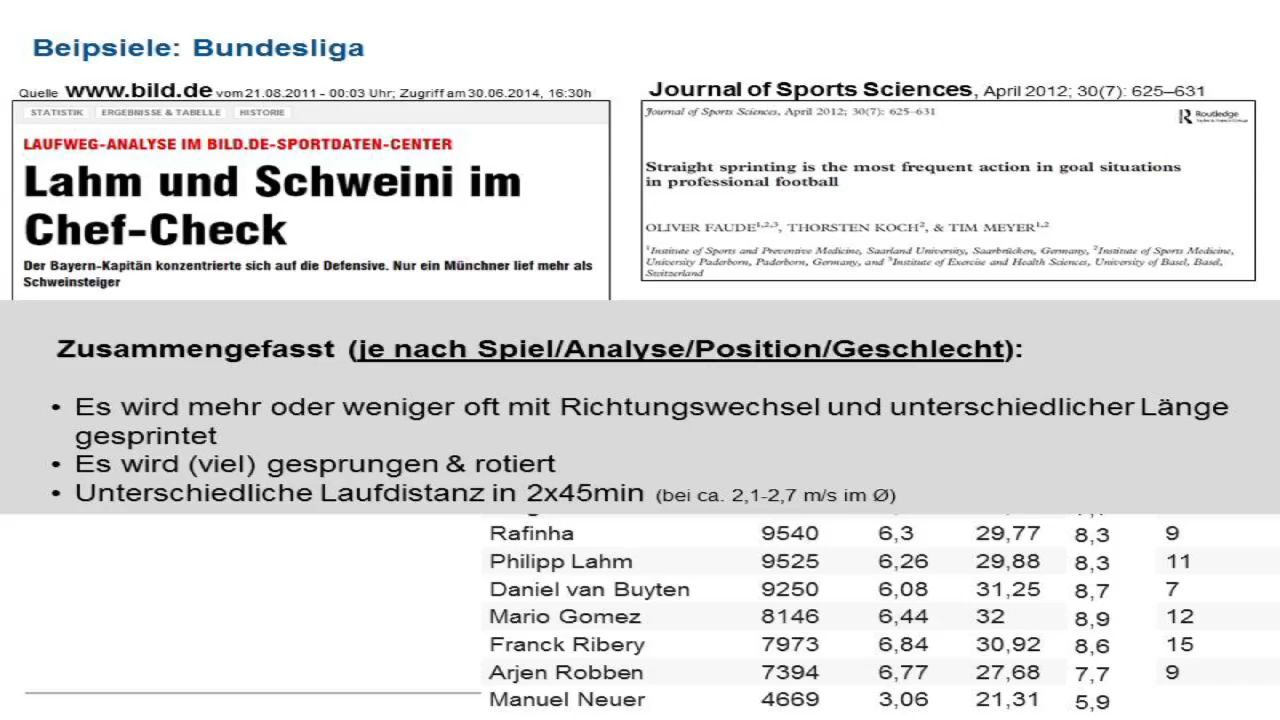 Beipsiele: Bundesliga
Quelle www.bild.de vom 21.08.2011 - 00:03 Uhr; Zugriff am 30.06.2014, 16:30h
STATISTIK ERGEBNISSE & TABELLE HISTORIE
LAUFWEG-ANALYSE IM BILD.DE-SPORTDATEN-CENTER
Lahm und Schweini im
Chef-Check
Der Bayern-Kapitän konzentrierte sich auf die Defensive. Nur ein Münchner lief mehr als
Schweinsteiger
Journal of Sports Sciences, April 2012; 30(7): 625–631
Journal of Sports Sciences, April 2012; 30(7): 625–631
Routledge
Taylor & Francis Group
Straight sprinting is the most frequent action in goal situations
in professional football
OLIVER FAUDE1,2,3, THORSTEN KOCH2, & TIM MEYER1,2
1Institute of Sports and Preventive Medicine, Saarland University, Saarbrücken, Germany, 2Institute of Sports Medicine,
University Paderborn, Paderborn, Germany, and 3Institute of Exercise and Health Sciences, University of Basel, Basel,
Switzerland
Zusammengefasst (je nach Spiel/Analyse/Position/Geschlecht):
• Es wird mehr oder weniger oft mit Richtungswechsel und unterschiedlicher Länge
gesprintet
• Es wird (viel) gesprungen & rotiert
• Unterschiedliche Laufdistanz in 2x45min (bei ca. 2,1-2,7 m/s im Ø)
Rafinha 9540 6,3 29,77 8,3 9
Philipp Lahm 9525 6,26 29,88 8,3 11
Daniel van Buyten 9250 6,08 31,25 8,7 7
Mario Gomez 8146 6,44 32 8,9 12
Franck Ribery 7973 6,84 30,92 8,6 15
Arjen Robben 7394 6,77 27,68 7,7 9
Manuel Neuer 4669 3,06 21,31 5,9